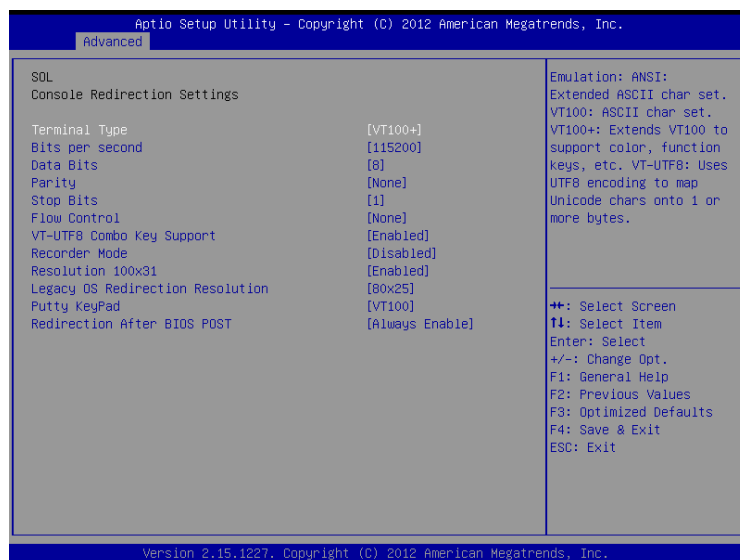 Aptio Setup Utility – Copyright (C) 2012 American Megatrends, Inc.
Advanced
SOL
Console Redirection Settings
Terminal Type [VT100+]
Bits per second [115200]
Data Bits [8]
Parity [None]
Stop Bits [1]
Flow Control [None]
VT-UTF8 Combo Key Support [Enabled]
Recorder Mode [Disabled]
Resolution 100x31 [Enabled]
Legacy OS Redirection Resolution [80x25]
Putty KeyPad [VT100]
Redirection After BIOS POST [Always Enable]
Emulation: ANSI:
Extended ASCII char set.
VT100: ASCII char set.
VT100+: Extends VT100 to
support color, function
keys, etc. VT-UTF8: Uses
UTF8 encoding to map
Unicode chars onto 1 or
more bytes.
→←: Select Screen
↑↓: Select Item
Enter: Select
+/-: Change Opt.
F1: General Help
F2: Previous Values
F3: Optimized Defaults
F4: Save & Exit
ESC: Exit
Version 2.15.1227. Copyright (C) 2012 American Megatrends, Inc.